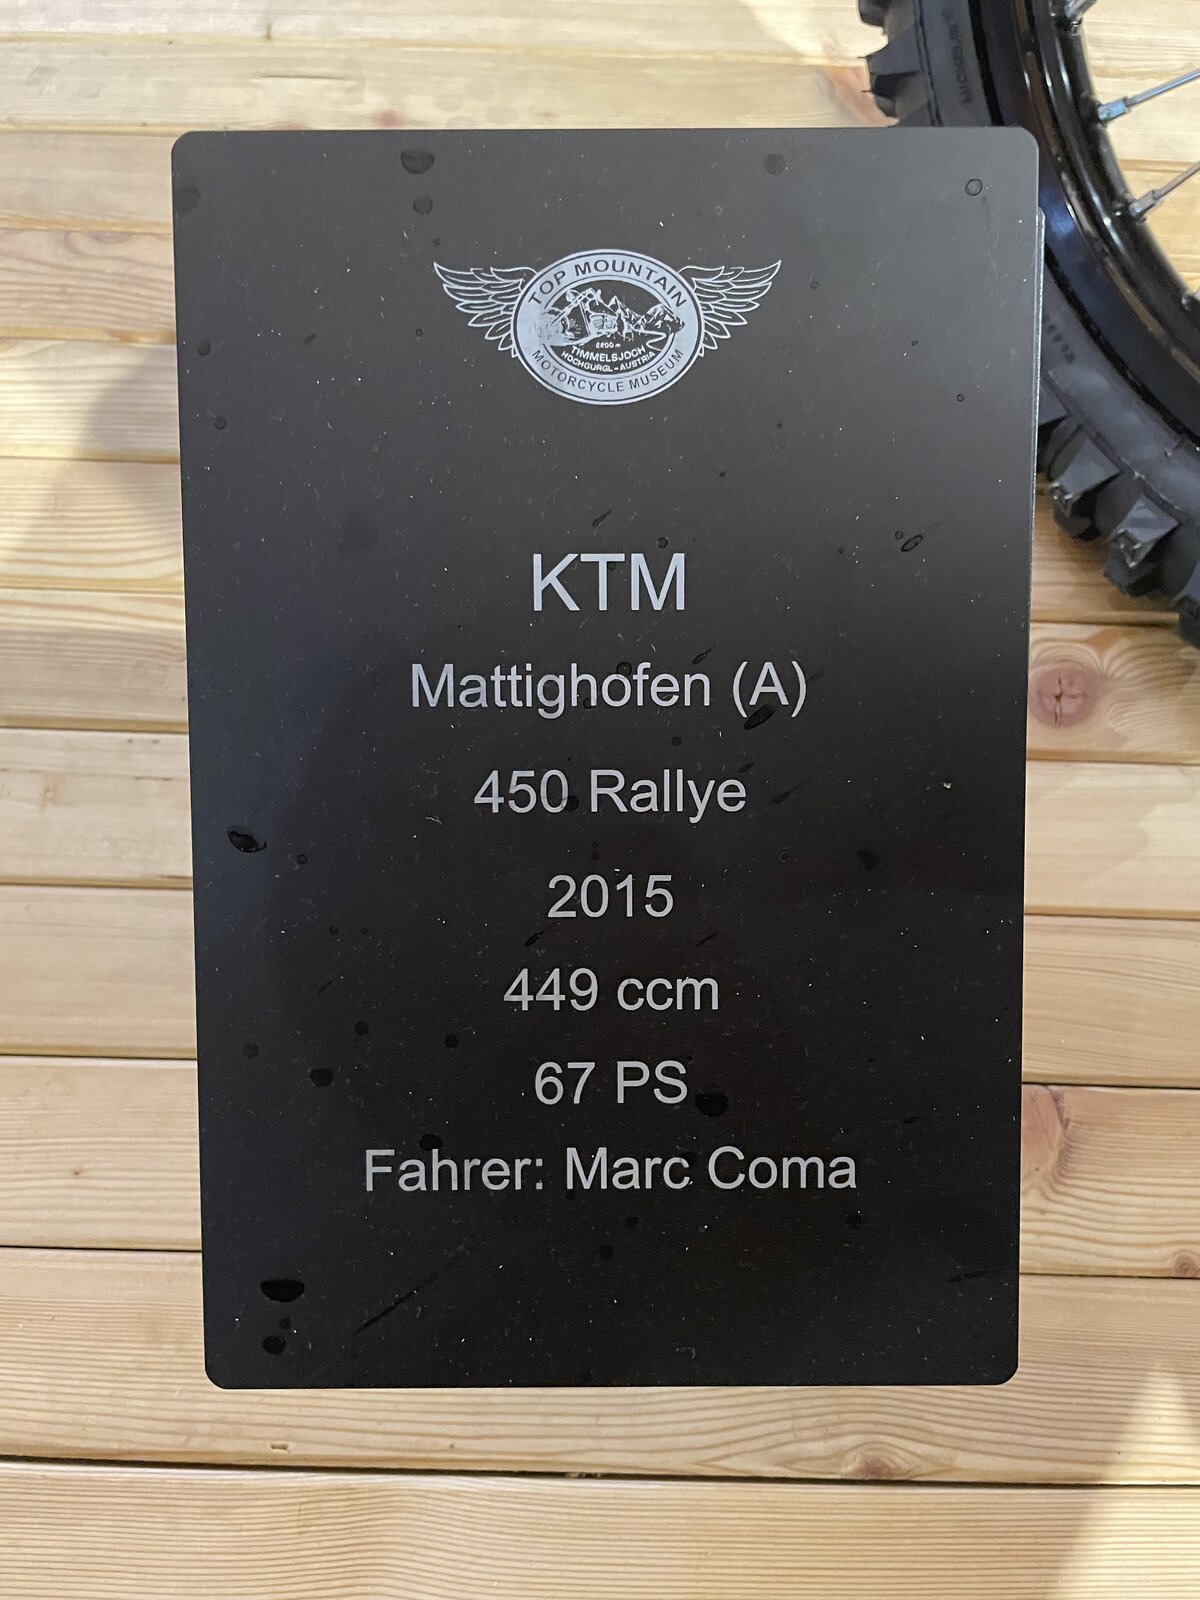 TOP MOUNTAIN
TIMMELSJOCH
HOCHGURGL - AUSTRIA
MOTORCYCLE MUSEUM
KTM
Mattighofen (A)
450 Rallye
2015
449 ccm
67 PS
Fahrer: Marc Coma